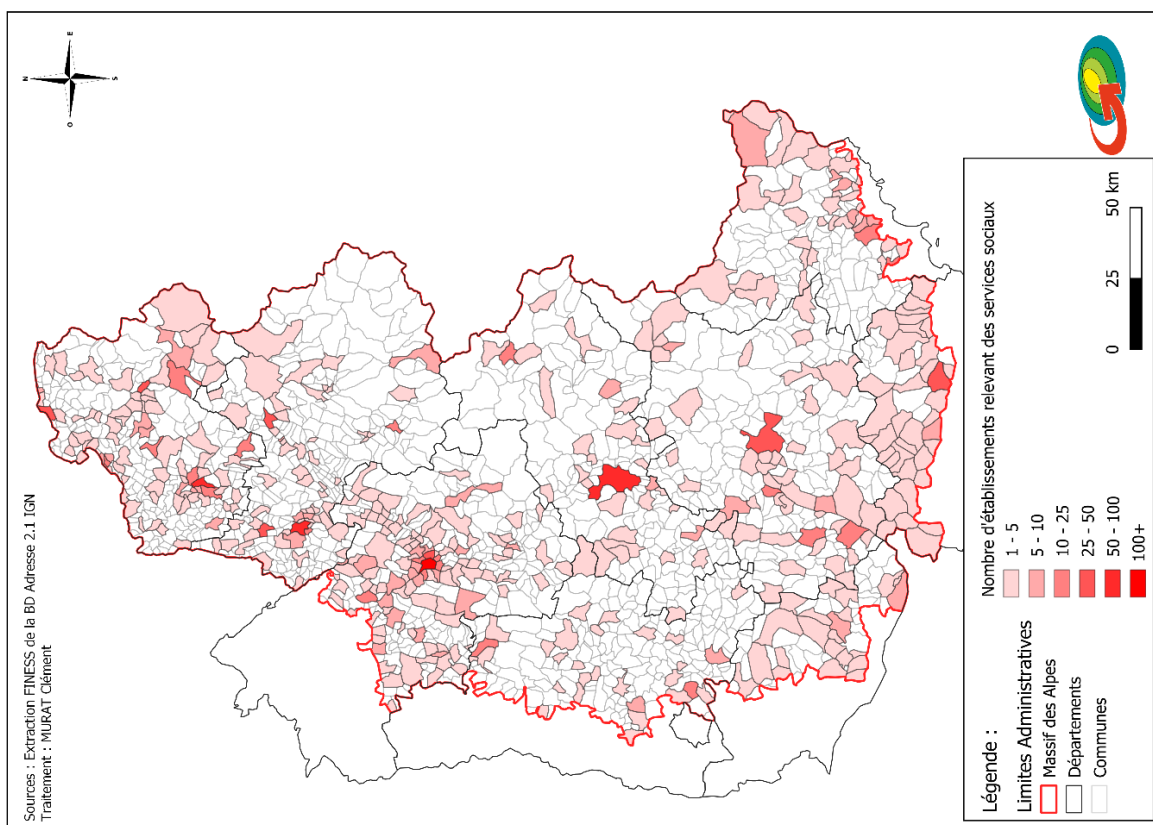 Sources : Extraction FINESS de la BD Adresse 2.1 IGN
Traitement : MURAT Clément
N
E
S
O
Légende :
Limites Administratives
Massif des Alpes
Départements
Communes
Nombre d'établissements relevant des services sociaux
1 - 5
5 - 10
10 - 25
25 - 50
50 - 100
100+
0
25
50 km